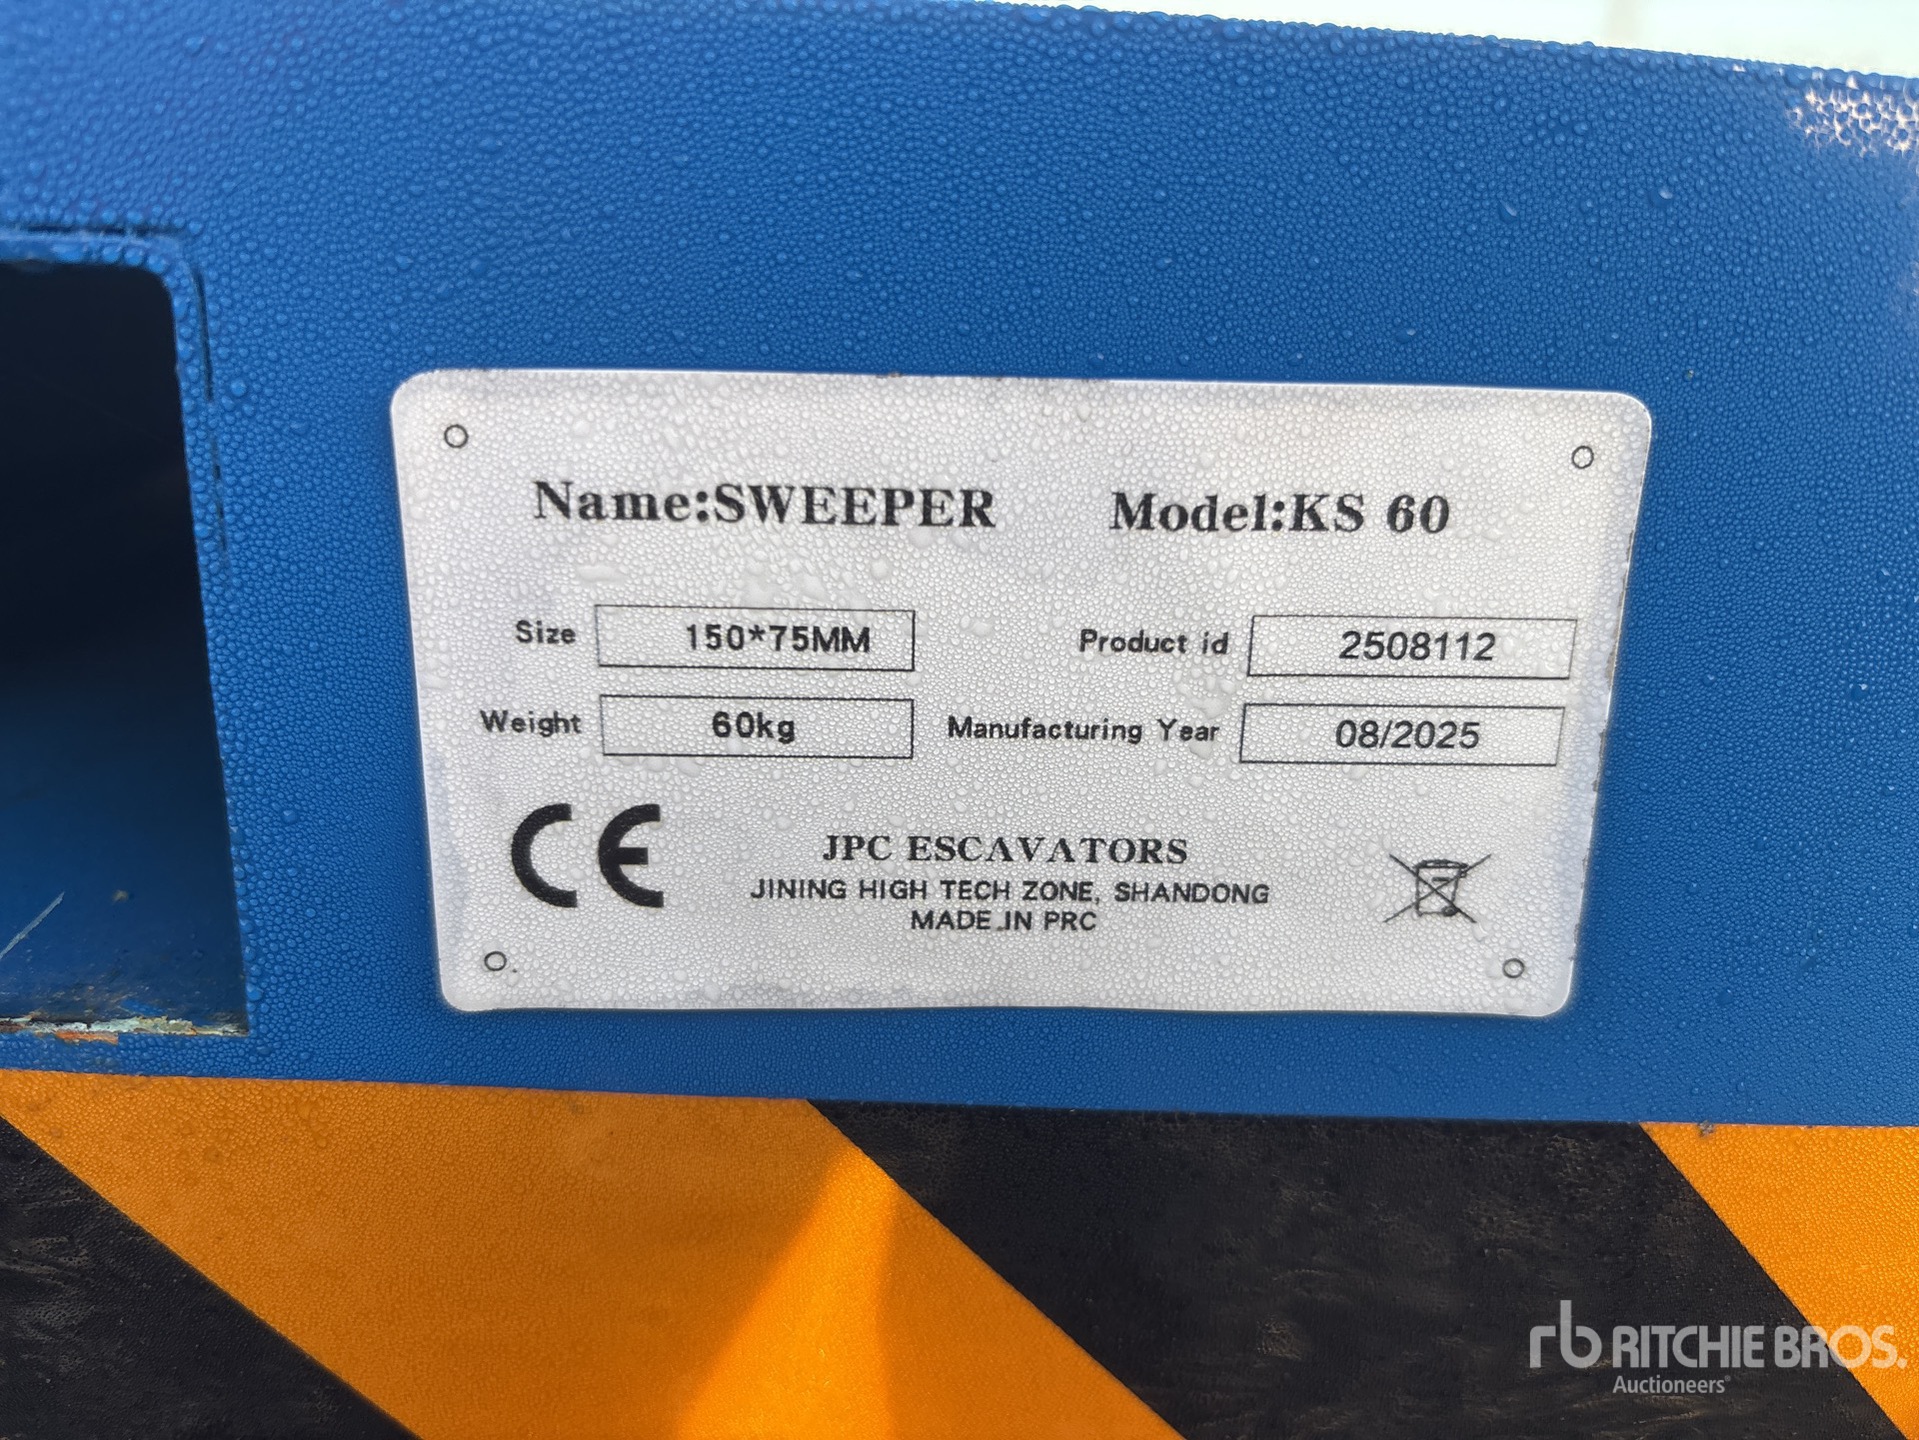 Name:SWEEPER Model:KS 60
Size 150*75MM Product id 2508112
Weight 60kg Manufacturing Year 08/2025
CE
JPC ESCAVATORS
JINING HIGH TECH ZONE, SHANDONG
MADE IN PRC
rb RITCHIE BROS.
Auctioneers®